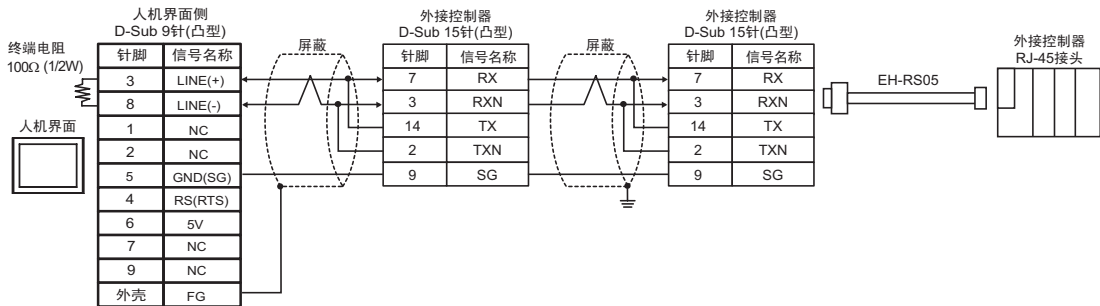 人机界面侧
D-Sub 9针(凸型)
终端电阻
100Ω (1/2W)
人机界面
针脚 信号名称
3 LINE(+)
8 LINE(-)
1 NC
2 NC
5 GND(SG)
4 RS(RTS)
6 5V
7 NC
9 NC
外壳 FG
屏蔽
外接控制器
D-Sub 15针(凸型)
针脚 信号名称
7 RX
3 RXN
14 TX
2 TXN
9 SG
屏蔽
外接控制器
D-Sub 15针(凸型)
针脚 信号名称
7 RX
3 RXN
14 TX
2 TXN
9 SG
EH-RS05
外接控制器
RJ-45接头